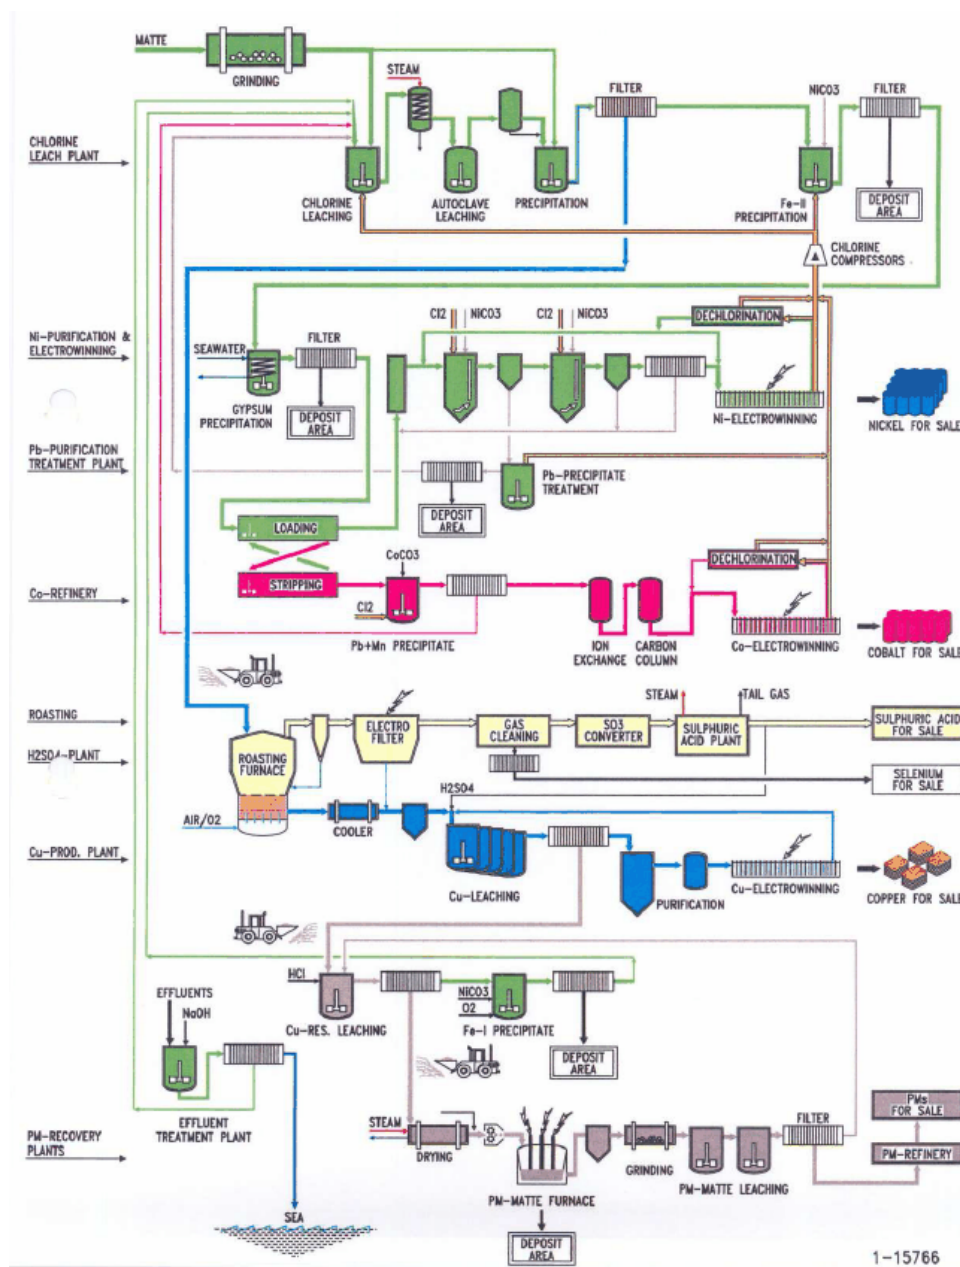 MATTE
GRINDING
STEAM
FILTER
NiCO3
FILTER
CHLORINE
LEACH PLANT
CHLORINE
LEACHING
AUTOCLAVE
LEACHING
PRECIPITATION
Fe-II
PRECIPITATION
DEPOSIT
AREA
CHLORINE
COMPRESSORS
Ni-PURIFICATION &
ELECTROWINNING
SEAWATER
FILTER
Cl2
NiCO3
Cl2
NiCO3
DECHLORINATION
GYPSUM
PRECIPITATION
DEPOSIT
AREA
Ni-ELECTROWINNING
NICKEL FOR SALE
Pb-PURIFICATION
TREATMENT PLANT
Pb-PRECIPITATE
TREATMENT
DEPOSIT
AREA
LOADING
STRIPPING
CoCO3
DECHLORINATION
Co-REFINERY
Cl2
Pb+Mn PRECIPITATE
ION
EXCHANGE
CARBON
COLUMN
Co-ELECTROWINNING
COBALT FOR SALE
ROASTING
H2SO4-PLANT
ROASTING
FURNACE
ELECTRO
FILTER
GAS
CLEANING
SO3
CONVERTER
STEAM
TAIL GAS
SULPHURIC
ACID PLANT
SULPHURIC ACID
FOR SALE
SELENIUM
FOR SALE
H2SO4
AIR/O2
COOLER
Cu-PROD. PLANT
Cu-LEACHING
PURIFICATION
Cu-ELECTROWINNING
COPPER FOR SALE
HCl
Cu-RES. LEACHING
NiCO3
O2
Fe-I PRECIPITATE
DEPOSIT
AREA
EFFLUENTS
NaOH
EFFLUENT
TREATMENT PLANT
PM-RECOVERY
PLANTS
STEAM
DRYING
PM-MATTE FURNACE
GRINDING
PM-MATTE LEACHING
FILTER
PMs
FOR SALE
PM-REFINERY
SEA
DEPOSIT
AREA
1-15766